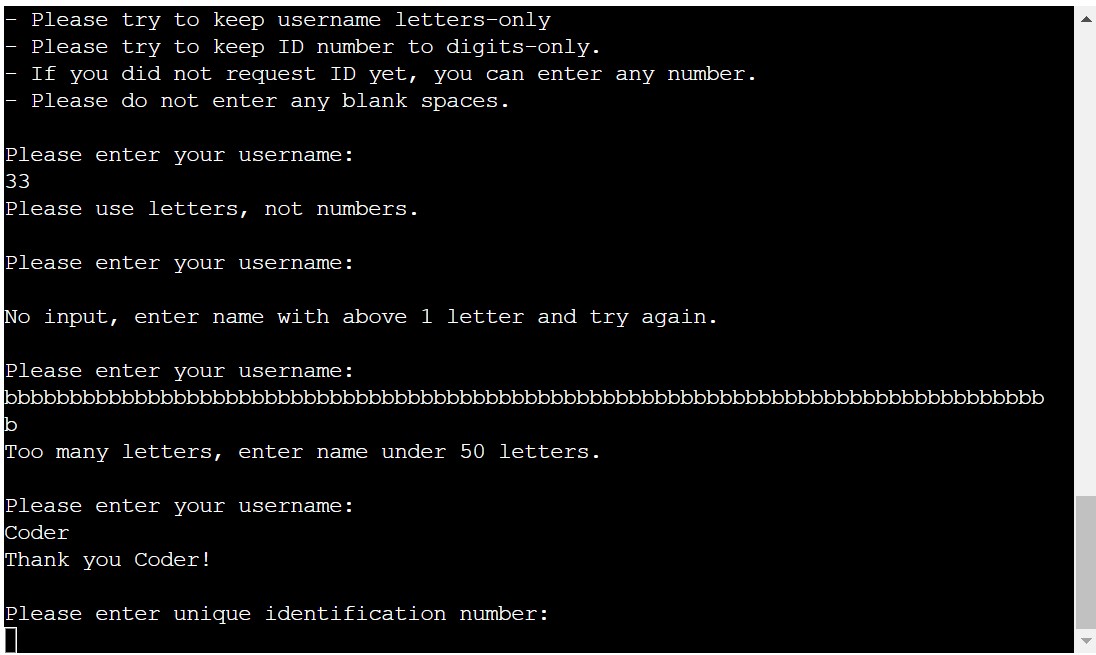 - Please try to keep username letters-only
- Please try to keep ID number to digits-only.
- If you did not request ID yet, you can enter any number.
- Please do not enter any blank spaces.
Please enter your username:
33
Please use letters, not numbers.
Please enter your username:
No input, enter name with above 1 letter and try again.
Please enter your username:
bbbbbbbbbbbbbbbbbbbbbbbbbbbbbbbbbbbbbbbbbbbbbbbbbbbbbbbbbbbbbbbbbbbbbbbbbbbbbbbb
b
Too many letters, enter name under 50 letters.
Please enter your username:
Coder
Thank you Coder!
Please enter unique identification number: